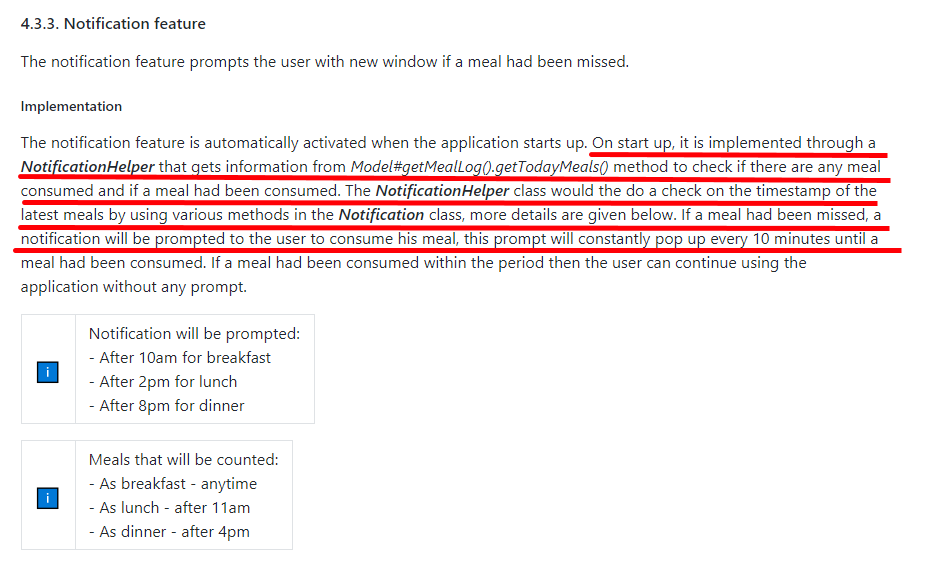 4.3.3. Notification feature
The notification feature prompts the user with new window if a meal had been missed.
Implementation
The notification feature is automatically activated when the application starts up. On start up, it is implemented through a
NotificationHelper that gets information from Model#getMealLog().getTodayMeals() method to check if there are any meal
consumed and if a meal had been consumed. The NotificationHelper class would the do a check on the timestamp of the
latest meals by using various methods in the Notification class, more details are given below. If a meal had been missed, a
notification will be prompted to the user to consume his meal, this prompt will constantly pop up every 10 minutes until a
meal had been consumed. If a meal had been consumed within the period then the user can continue using the
application without any prompt.
i
Notification will be prompted:
- After 10am for breakfast
- After 2pm for lunch
- After 8pm for dinner
i
Meals that will be counted:
- As breakfast - anytime
- As lunch - after 11am
- As dinner - after 4pm